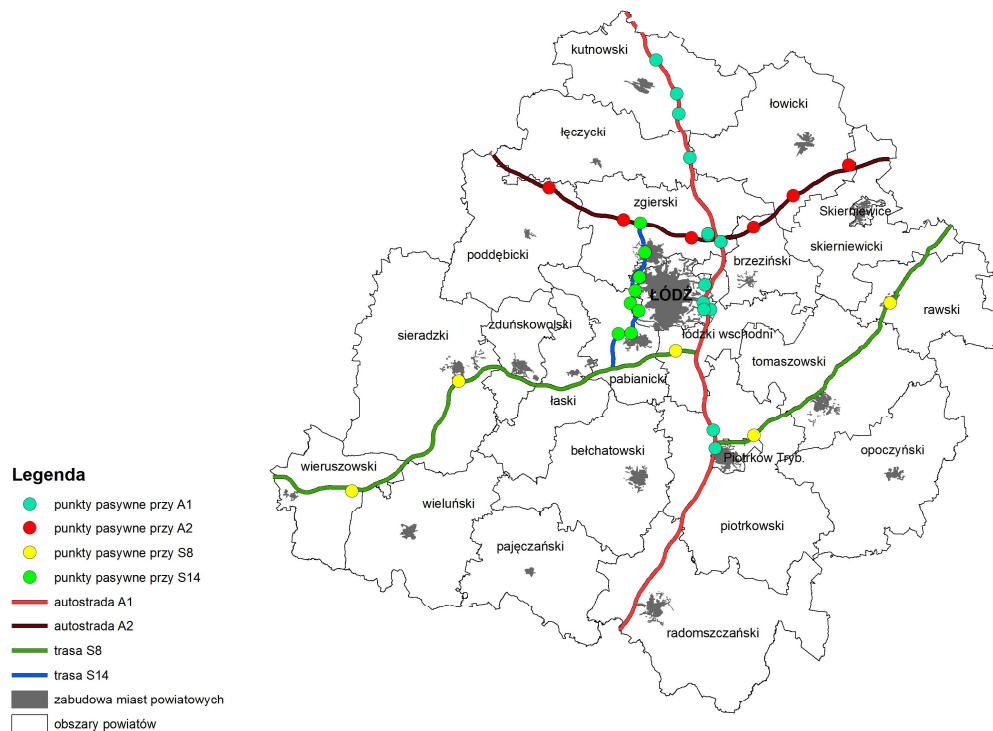 kutnowski
łowicki
łęczycki
zgierski
Skierniewice
skierniewicki
poddębicki
brzeziński
ŁÓDŹ
rawski
sieradzki
zduńskowolski
łódzki wschodni
tomaszowski
pabianicki
łaski
bełchatowski
opoczyński
Piotrków Tryb.
wieruszowski
wieluński
piotrkowski
pajęczański
radomszczański
Legenda
punkty pasywne przy A1
punkty pasywne przy A2
punkty pasywne przy S8
punkty pasywne przy S14
autostrada A1
autostrada A2
trasa S8
trasa S14
zabudowa miast powiatowych
obszary powiatów